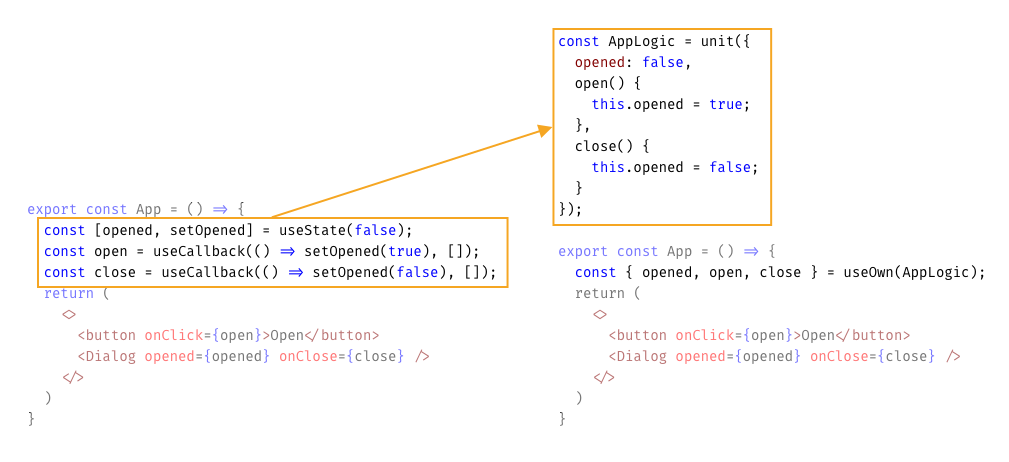 export const App = () => {
  const [opened, setOpened] = useState(false);
  const open = useCallback(() => setOpened(true), []);
  const close = useCallback(() => setOpened(false), []);
  return (
    <>
      <button onClick={open}>Open</button>
      <Dialog opened={opened} onClose={close} />
    </>
  )
}
const AppLogic = unit({
  opened: false,
  open() {
    this.opened = true;
  },
  close() {
    this.opened = false;
  }
});
export const App = () => {
  const { opened, open, close } = useOwn(AppLogic);
  return (
    <>
      <button onClick={open}>Open</button>
      <Dialog opened={opened} onClose={close} />
    </>
  )
}